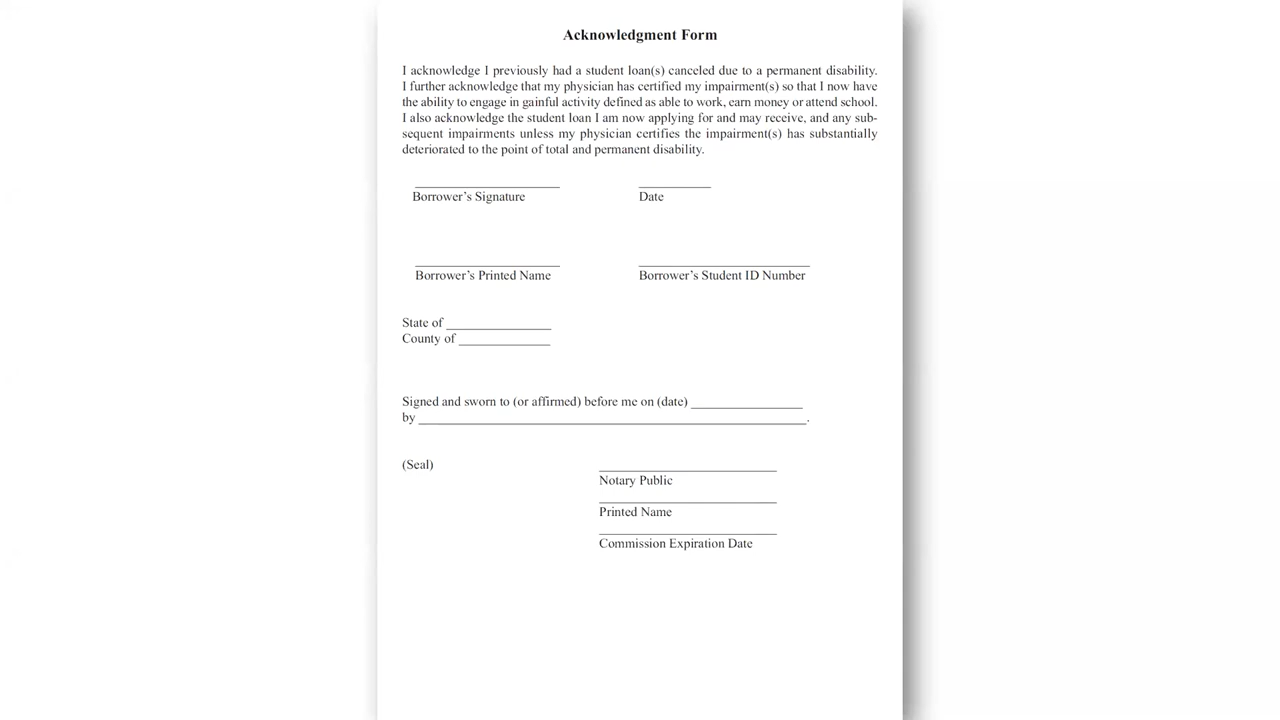 Acknowledgment Form
I acknowledge I previously had a student loan(s) canceled due to a permanent disability.
I further acknowledge that my physician has certified my impairment(s) so that I now have
the ability to engage in gainful activity defined as able to work, earn money or attend school.
I also acknowledge the student loan I am now applying for and may receive, and any sub-
sequent impairments unless my physician certifies the impairment(s) has substantially
deteriorated to the point of total and permanent disability.
Borrower’s Signature Date
Borrower’s Printed Name Borrower’s Student ID Number
State of ________________
County of ______________
Signed and sworn to (or affirmed) before me on (date) _________________
by ___________________________________________________________.
(Seal)
Notary Public
Printed Name
Commission Expiration Date